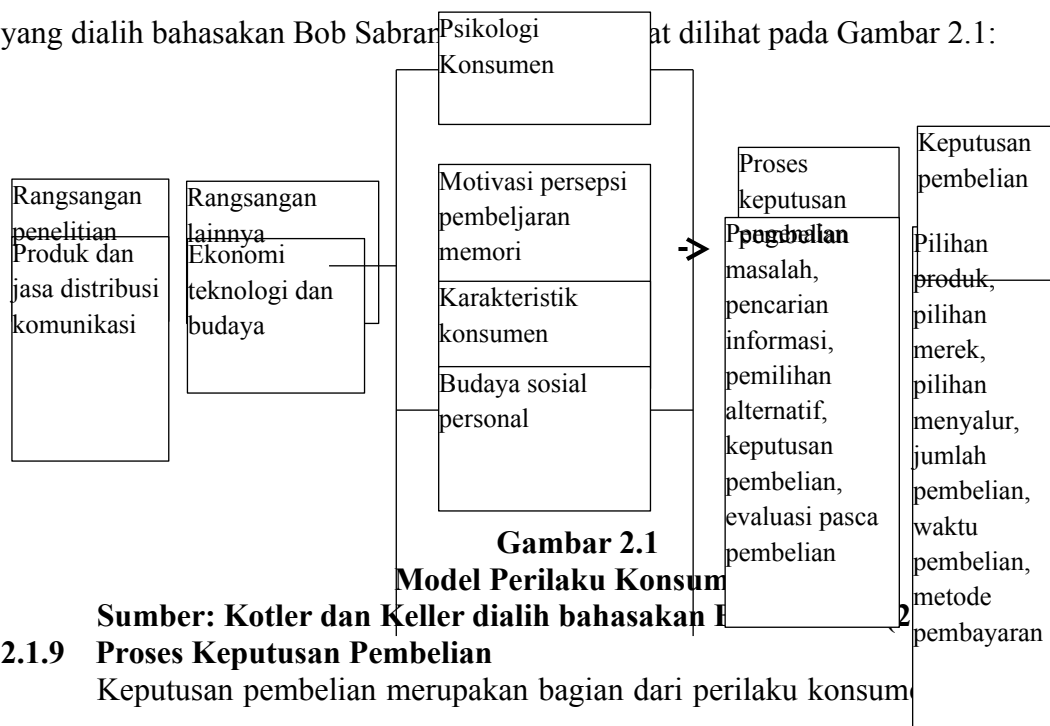 yang dialih bahasakan Bob at dilihat pada Gambar 2.1:
Psikologi
Konsumen
Rangsangan
penelitian
Produk dan
jasa distribusi
komunikasi
Rangsangan
lainnya
Ekonomi
teknologi dan
budaya
Motivasi persepsi
pembeljaran
memori
Karakteristik
konsumen
Budaya sosial
personal
Proses
keputusan
pembelian
Pengenalan
masalah,
pencarian
informasi,
pemilihan
alternatif,
keputusan
pembelian,
evaluasi pasca
pembelian
Keputusan
pembelian
Pilihan
produk,
pilihan
merek,
pilihan
menyalur,
jumlah
pembelian,
waktu
pembelian,
metode
pembayaran
Gambar 2.1
Model Perilaku Konsum
Sumber: Kotler dan Keller dialih bahasakan
2.1.9 Proses Keputusan Pembelian
Keputusan pembelian merupakan bagian dari perilaku konsum